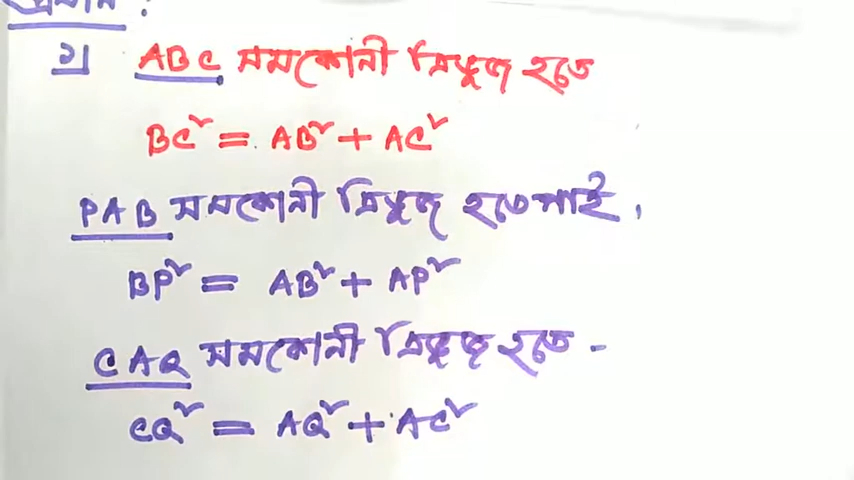 প্রমাণ :
১) ABC সমকোনী ত্রিভুজ হতে
BC² = AB² + AC²
PAB সমকোনী ত্রিভুজ হতে পাই,
BP² = AB² + AP²
CAQ সমকোনী ত্রিভুজ হতে -
CQ² = AQ² + AC²